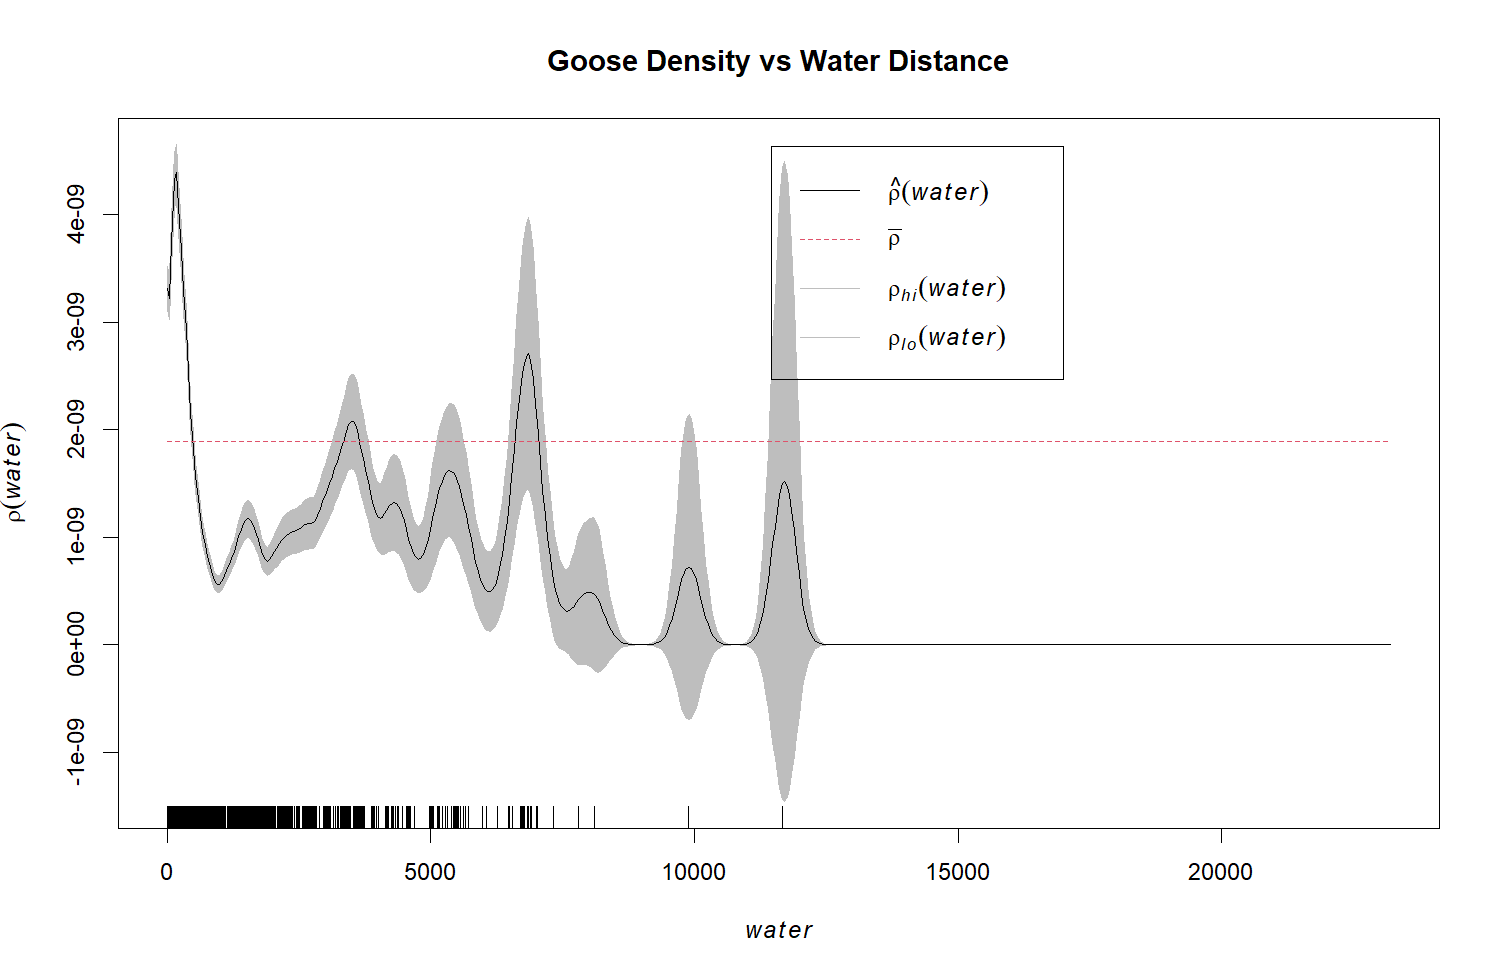 Goose Density vs Water Distance
ρ̂(water)
ρ̄
ρhi(water)
ρlo(water)
ρ(water)
4e-09
3e-09
2e-09
1e-09
0e+00
-1e-09
0 5000 10000 15000 20000
water